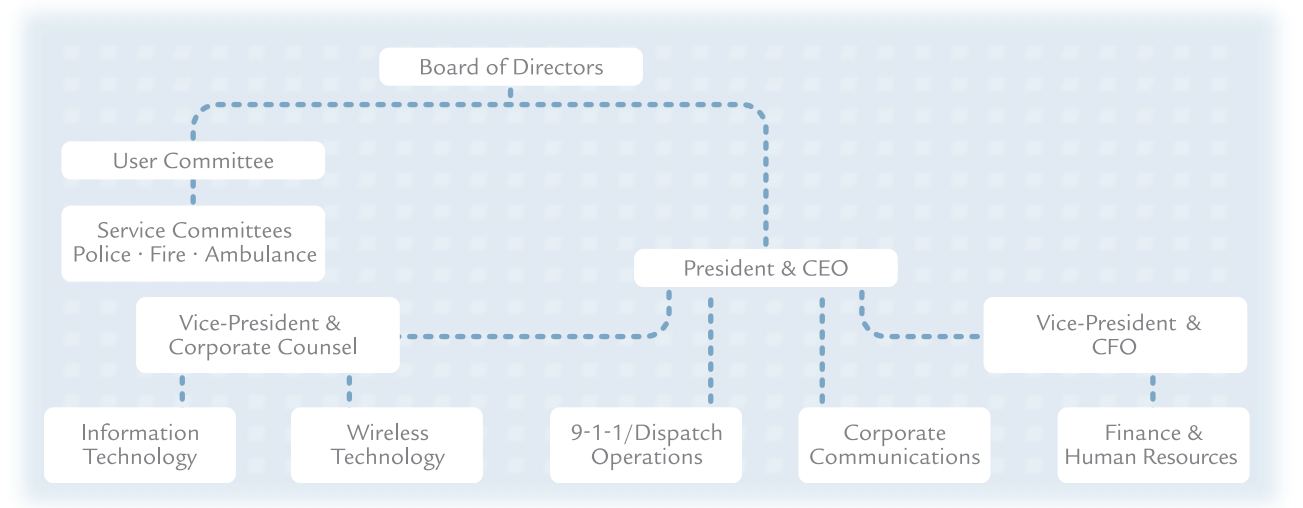 Board of Directors
User Committee
Service Committees
Police · Fire · Ambulance
President & CEO
Vice-President &
Corporate Counsel
Vice-President &
CFO
Information
Technology
Wireless
Technology
9-1-1/Dispatch
Operations
Corporate
Communications
Finance &
Human Resources